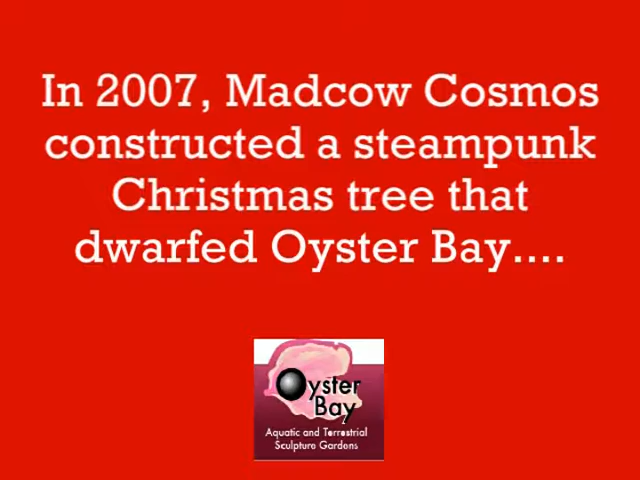 In 2007, Madcow Cosmos
constructed a steampunk
Christmas tree that
dwarfed Oyster Bay....
Oyster
Bay
Aquatic and Terrestrial
Sculpture Gardens